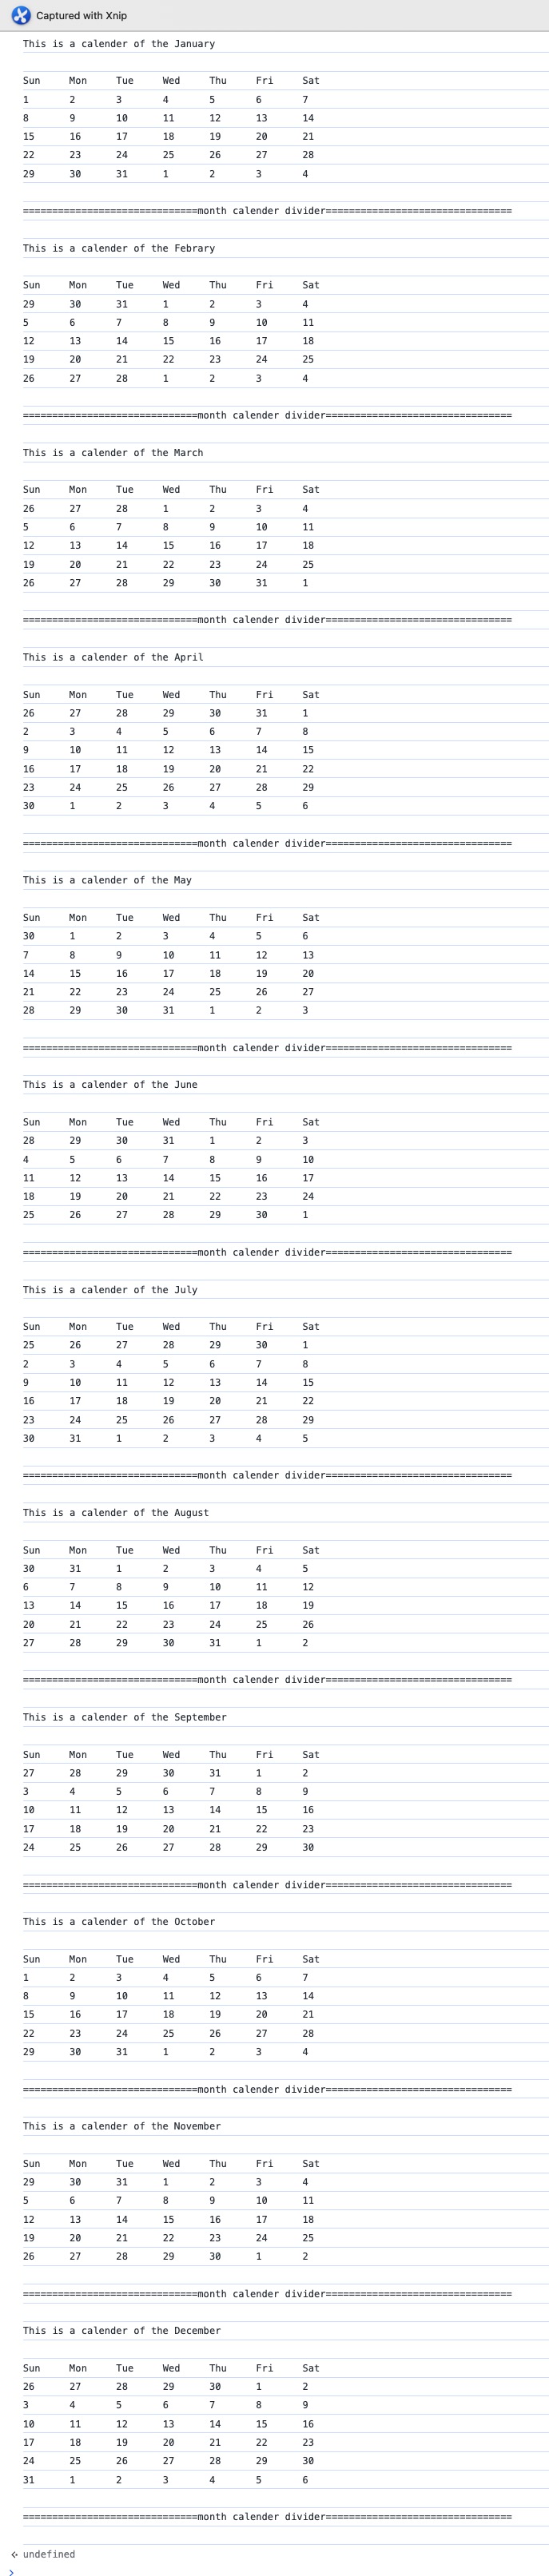 Captured with Xnip
This is a calender of the January
Sun Mon Tue Wed Thu Fri Sat
1 2 3 4 5 6 7
8 9 10 11 12 13 14
15 16 17 18 19 20 21
22 23 24 25 26 27 28
29 30 31 1 2 3 4
==============================month calender divider================================
This is a calender of the Febrary
Sun Mon Tue Wed Thu Fri Sat
29 30 31 1 2 3 4
5 6 7 8 9 10 11
12 13 14 15 16 17 18
19 20 21 22 23 24 25
26 27 28 1 2 3 4
==============================month calender divider================================
This is a calender of the March
Sun Mon Tue Wed Thu Fri Sat
26 27 28 1 2 3 4
5 6 7 8 9 10 11
12 13 14 15 16 17 18
19 20 21 22 23 24 25
26 27 28 29 30 31 1
==============================month calender divider================================
This is a calender of the April
Sun Mon Tue Wed Thu Fri Sat
26 27 28 29 30 31 1
2 3 4 5 6 7 8
9 10 11 12 13 14 15
16 17 18 19 20 21 22
23 24 25 26 27 28 29
30 1 2 3 4 5 6
==============================month calender divider================================
This is a calender of the May
Sun Mon Tue Wed Thu Fri Sat
30 1 2 3 4 5 6
7 8 9 10 11 12 13
14 15 16 17 18 19 20
21 22 23 24 25 26 27
28 29 30 31 1 2 3
==============================month calender divider================================
This is a calender of the June
Sun Mon Tue Wed Thu Fri Sat
28 29 30 31 1 2 3
4 5 6 7 8 9 10
11 12 13 14 15 16 17
18 19 20 21 22 23 24
25 26 27 28 29 30 1
==============================month calender divider================================
This is a calender of the July
Sun Mon Tue Wed Thu Fri Sat
25 26 27 28 29 30 1
2 3 4 5 6 7 8
9 10 11 12 13 14 15
16 17 18 19 20 21 22
23 24 25 26 27 28 29
30 31 1 2 3 4 5
==============================month calender divider================================
This is a calender of the August
Sun Mon Tue Wed Thu Fri Sat
30 31 1 2 3 4 5
6 7 8 9 10 11 12
13 14 15 16 17 18 19
20 21 22 23 24 25 26
27 28 29 30 31 1 2
==============================month calender divider================================
This is a calender of the September
Sun Mon Tue Wed Thu Fri Sat
27 28 29 30 31 1 2
3 4 5 6 7 8 9
10 11 12 13 14 15 16
17 18 19 20 21 22 23
24 25 26 27 28 29 30
==============================month calender divider================================
This is a calender of the October
Sun Mon Tue Wed Thu Fri Sat
1 2 3 4 5 6 7
8 9 10 11 12 13 14
15 16 17 18 19 20 21
22 23 24 25 26 27 28
29 30 31 1 2 3 4
==============================month calender divider================================
This is a calender of the November
Sun Mon Tue Wed Thu Fri Sat
29 30 31 1 2 3 4
5 6 7 8 9 10 11
12 13 14 15 16 17 18
19 20 21 22 23 24 25
26 27 28 29 30 1 2
==============================month calender divider================================
This is a calender of the December
Sun Mon Tue Wed Thu Fri Sat
26 27 28 29 30 1 2
3 4 5 6 7 8 9
10 11 12 13 14 15 16
17 18 19 20 21 22 23
24 25 26 27 28 29 30
31 1 2 3 4 5 6
==============================month calender divider================================
undefined